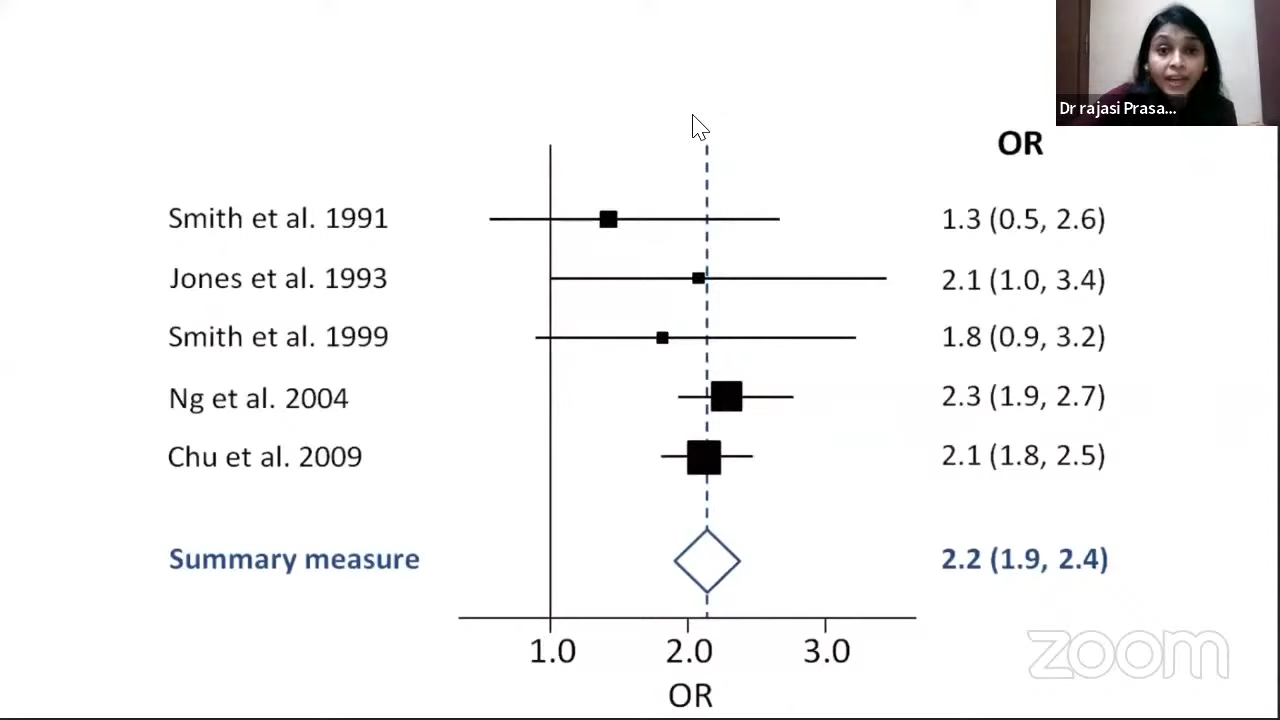 Dr rajasi Prasa...
OR
Smith et al. 1991 1.3 (0.5, 2.6)
Jones et al. 1993 2.1 (1.0, 3.4)
Smith et al. 1999 1.8 (0.9, 3.2)
Ng et al. 2004 2.3 (1.9, 2.7)
Chu et al. 2009 2.1 (1.8, 2.5)
Summary measure 2.2 (1.9, 2.4)
1.0 2.0 3.0
OR
zoom